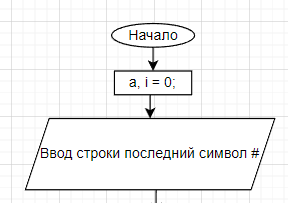 Начало
a, i = 0;
Ввод строки последний символ #